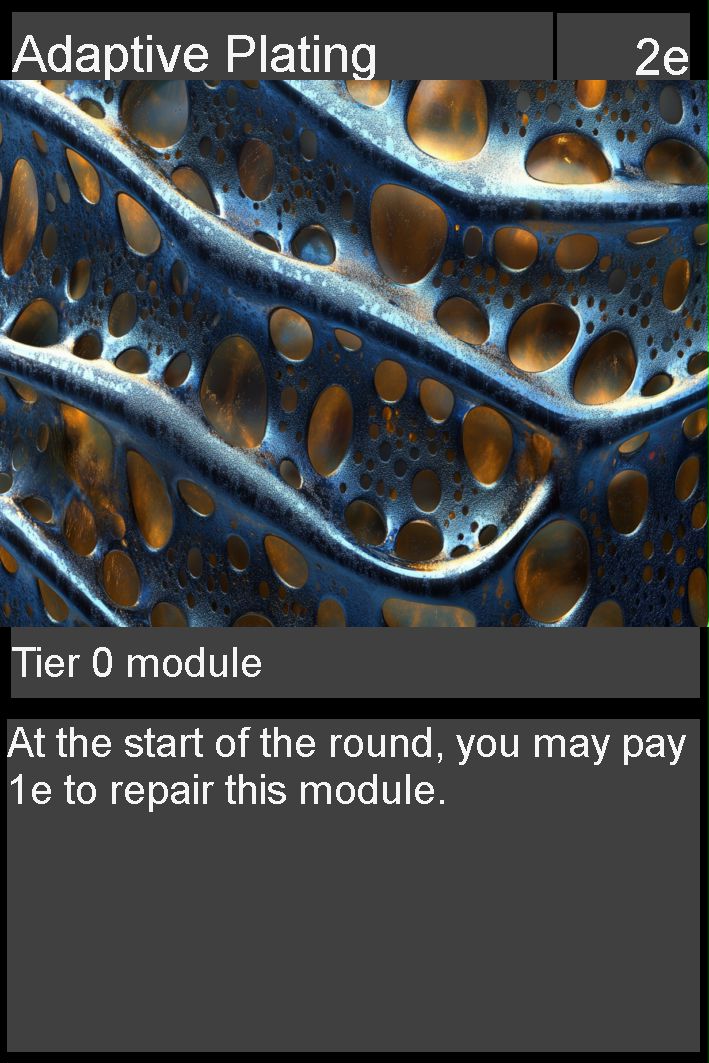 Adaptive Plating 2e
Tier 0 module
At the start of the round, you may pay
1e to repair this module.